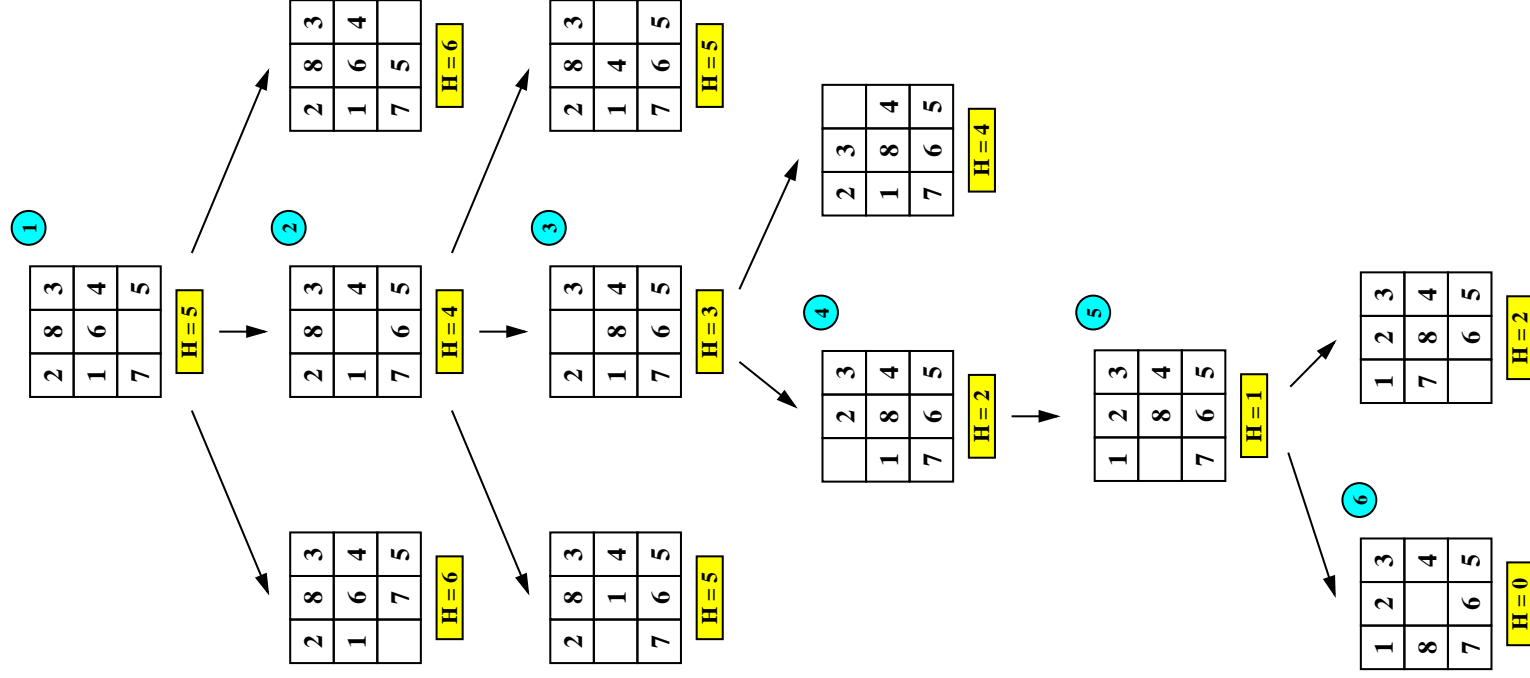 1
2 8 3
1 6 4
7 5
H = 5
2 8 3
1 6 4
7 5
H = 6
2
2 8 3
1 4
7 6 5
H = 4
2 8 3
1 6 4
7 5
H = 6
2 8 3
1 4
7 6 5
H = 5
3
2 3
1 8 4
7 6 5
H = 3
2 8 3
1 4
7 6 5
H = 5
4
2 3
1 8 4
7 6 5
H = 2
2 3
1 8 4
7 6 5
H = 4
5
1 2 3
8 4
7 6 5
H = 1
6
1 2 3
8 4
7 6 5
H = 0
1 2 3
7 8 4
6 5
H = 2